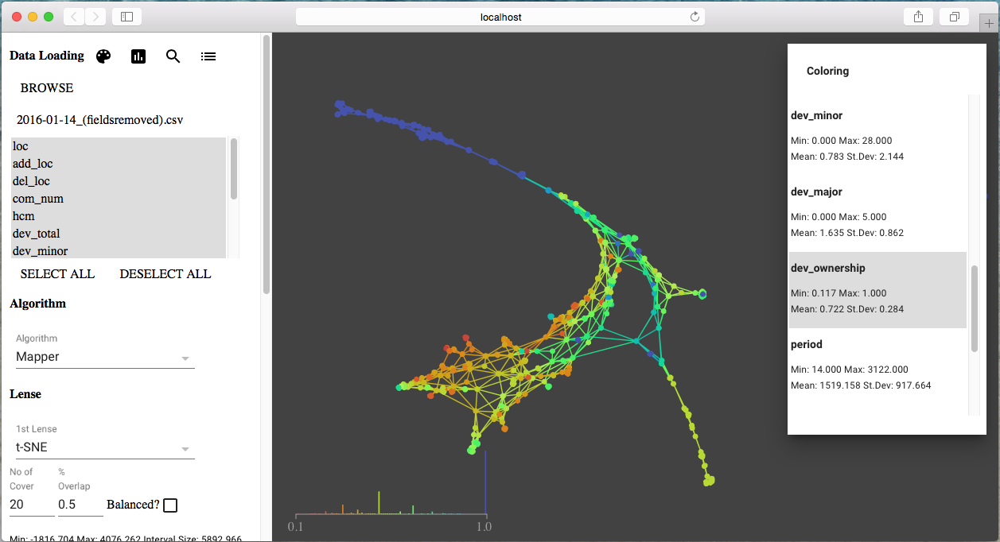 localhost
Data Loading
BROWSE
2016-01-14_(fieldsremoved).csv
loc
add_loc
del_loc
com_num
hcm
dev_total
dev_minor
SELECT ALL DESELECT ALL
Algorithm
Algorithm
Mapper
Lense
1st Lense
t-SNE
No of Cover % Overlap
20 0.5 Balanced?
Min: -1816.704 Max: 4076.262 Interval Size: 5892.966
0.1 1.0
Coloring
dev_minor
Min: 0.000 Max: 28.000
Mean: 0.783 St.Dev: 2.144
dev_major
Min: 0.000 Max: 5.000
Mean: 1.635 St.Dev: 0.862
dev_ownership
Min: 0.117 Max: 1.000
Mean: 0.722 St.Dev: 0.284
period
Min: 14.000 Max: 3122.000
Mean: 1519.158 St.Dev: 917.664